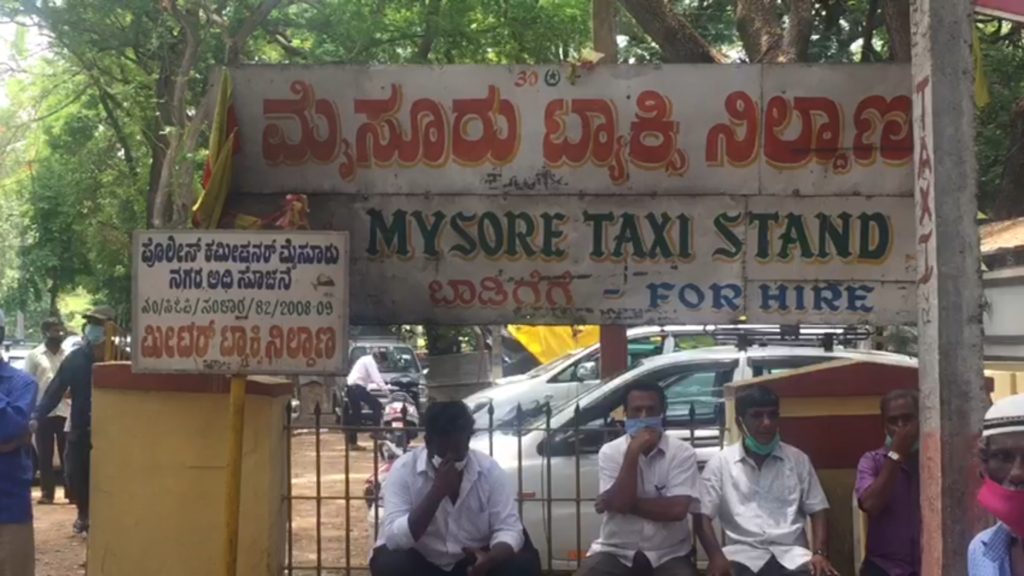 30
ಮೈಸೂರು ಟ್ಯಾಕ್ಸಿ ನಿಲ್ದಾಣ
MYSORE TAXI STAND
ಬಾಡಿಗೆಗೆ - FOR HIRE
ಪೊಲೀಸ್ ಕಮೀಷನರ್ ಮೈಸೂರು
ನಗರ ಅಧಿ ಸೂಚನೆ
ಸಂಚಾರ/82/2008-09
ಮೀಟರ್ ಟ್ಯಾಕ್ಸಿ ನಿಲ್ದಾಣ
TAXI